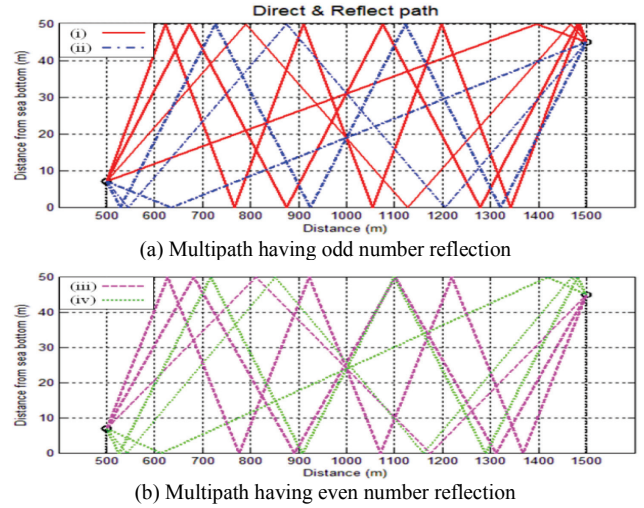 Direct & Reflect path
(i)
(ii)
Distance from sea bottom (m)
50
40
30
20
10
0
500 600 700 800 900 1000 1100 1200 1300 1400 1500
Distance (m)
(a) Multipath having odd number reflection
(iii)
(iv)
Distance from sea bottom (m)
50
40
30
20
10
0
500 600 700 800 900 1000 1100 1200 1300 1400 1500
Distance (m)
(b) Multipath having even number reflection